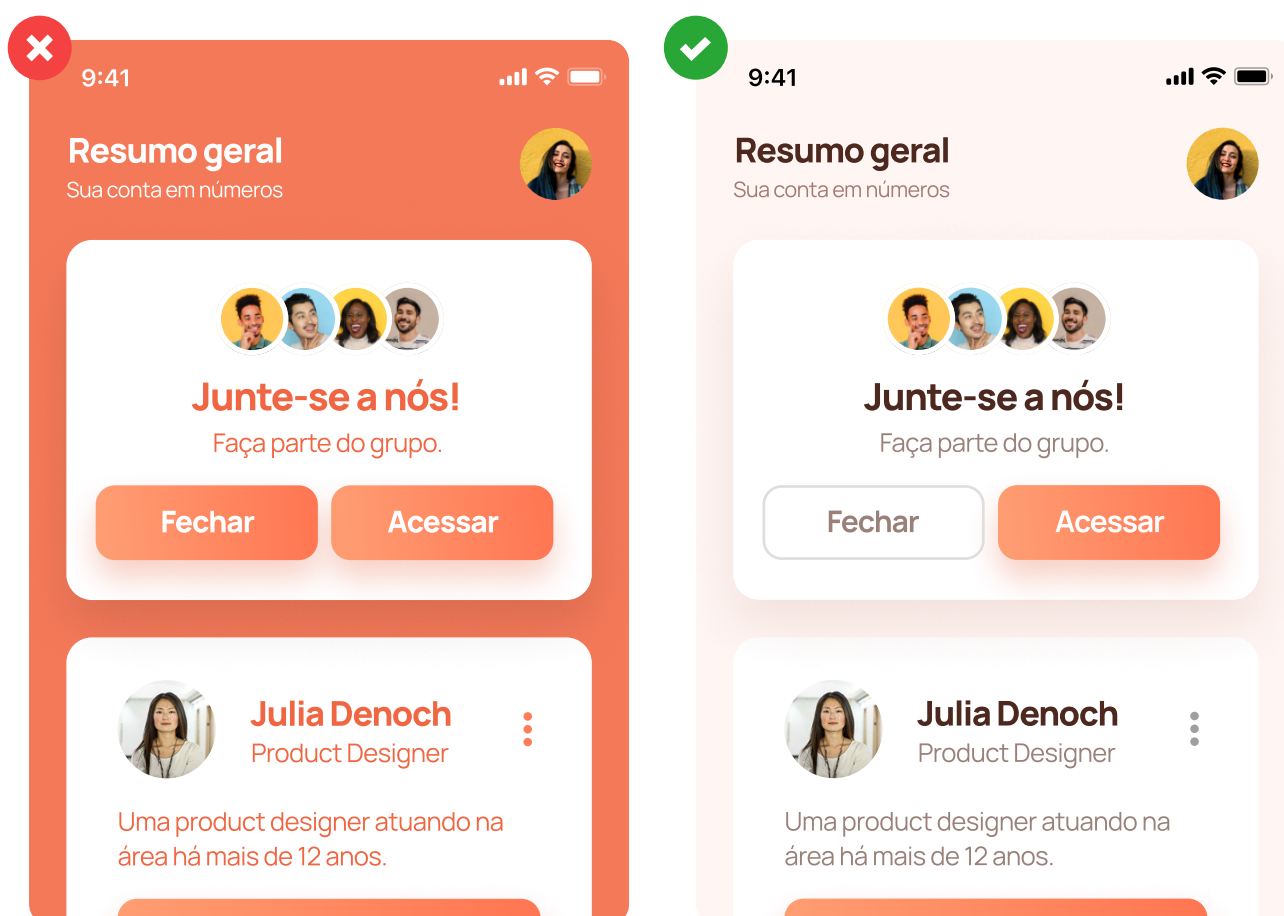 9:41
Resumo geral
Sua conta em números
Junte-se a nós!
Faça parte do grupo.
Fechar
Acessar
Julia Denoch
Product Designer
Uma product designer atuando na
área há mais de 12 anos.
9:41
Resumo geral
Sua conta em números
Junte-se a nós!
Faça parte do grupo.
Fechar
Acessar
Julia Denoch
Product Designer
Uma product designer atuando na
área há mais de 12 anos.